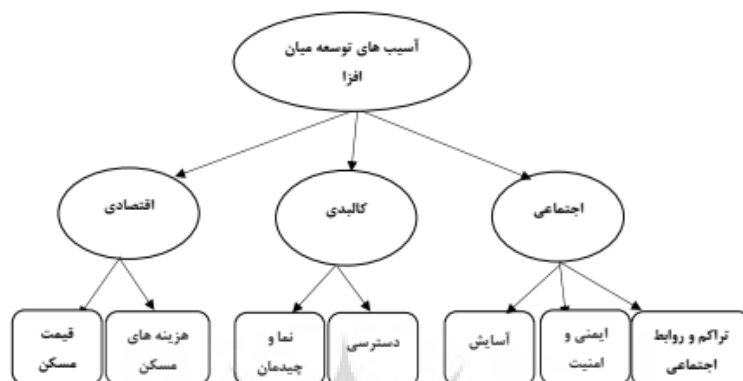 آسیب های توسعه میان
افزا
اجتماعی
کالبدی
اقتصادی
تراکم و روابط
اجتماعی
ایمنی و
امنیت
آسایش
دسترسی
نما و
چیدمان
هزینه های
مسکن
قیمت
مسکن